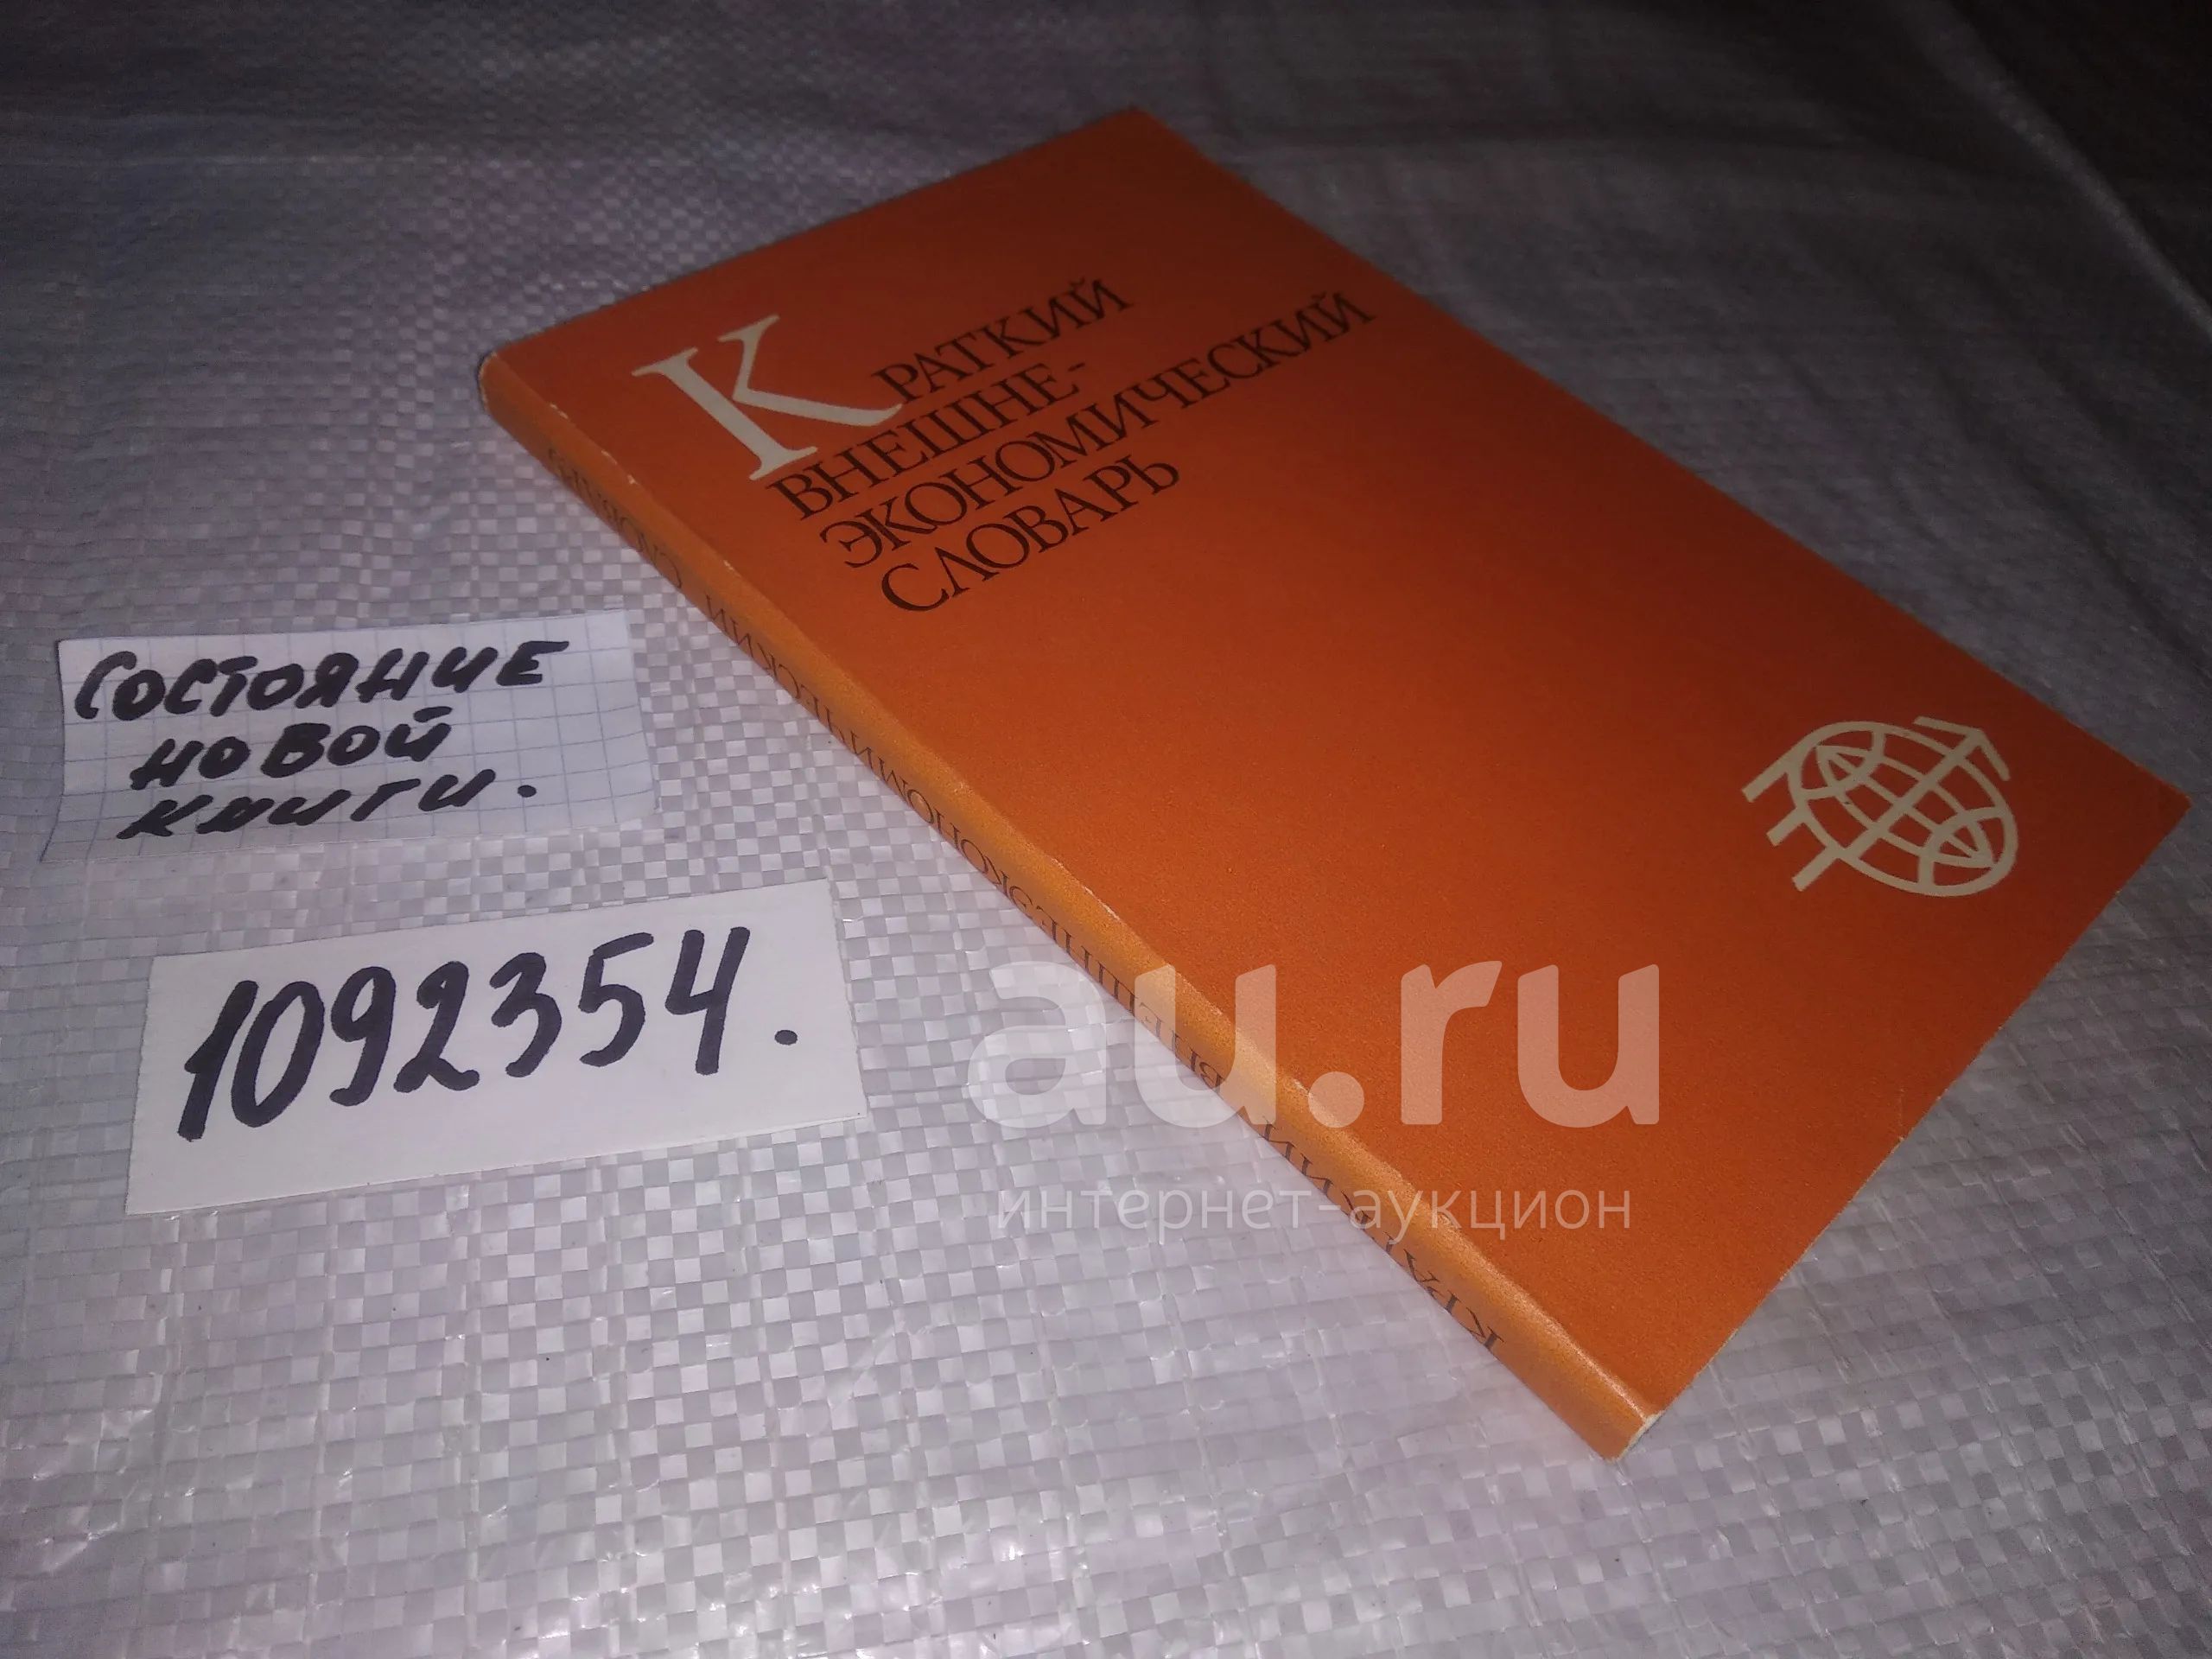 КРАТКИЙ
ВНЕШНЕ-
ЭКОНОМИЧЕСКИЙ
СЛОВАРЬ
КРАТКИЙ ВНЕШНЕЭКОНОМИЧЕСКИЙ СЛОВАРЬ
СОСТОЯНИЕ
НОВОЙ
КНИГИ.
1092354.
au.ru
интернет-аукцион